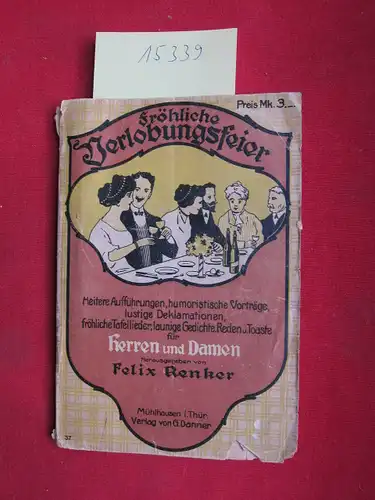 15339
Preis Mk. 3.—
Fröhliche
Verlobungsfeier
Heitere Aufführungen, humoristische Vorträge,
lustige Deklamationen,
fröhliche Tafellieder, launige Gedichte, Reden u. Toaste
für
Herren und Damen
Herausgegeben von
Felix Renker
Mühlhausen i. Thür.
Verlag von G. Danner
37